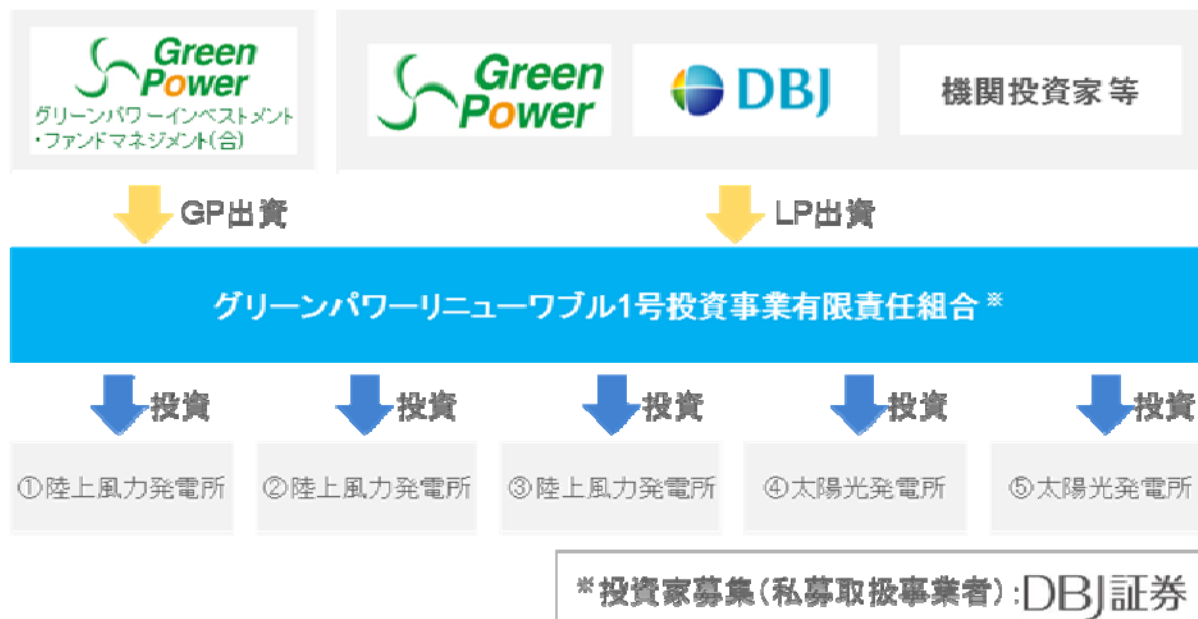 Green
Power
グリーンパワーインベストメント
・ファンドマネジメント(合)
Green
Power
DBJ
機関投資家等
GP出資
LP出資
グリーンパワーリニューワブル1号投資事業有限責任組合※
投資
投資
投資
投資
投資
①陸上風力発電所
②陸上風力発電所
③陸上風力発電所
④太陽光発電所
⑤太陽光発電所
※投資家募集(私募取扱事業者):DBJ証券